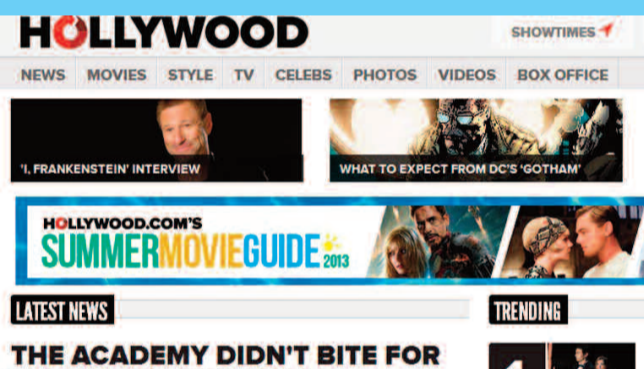 HOLLYWOOD
SHOWTIMES
NEWS MOVIES STYLE TV CELEBS PHOTOS VIDEOS BOX OFFICE
'I, FRANKENSTEIN' INTERVIEW
WHAT TO EXPECT FROM DC'S 'GOTHAM'
HOLLYWOOD.COM'S
SUMMERMOVIEGUIDE 2013
LATEST NEWS
TRENDING
THE ACADEMY DIDN'T BITE FOR